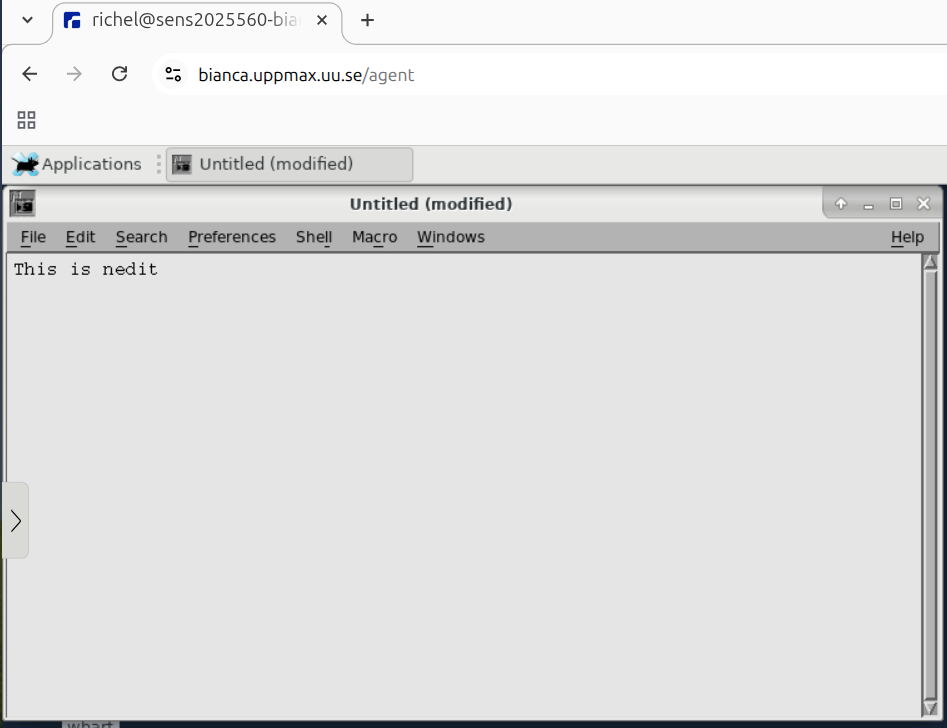 richel@sens2025560-bia
bianca.uppmax.uu.se/agent
Applications
Untitled (modified)
Untitled (modified)
File Edit Search Preferences Shell Macro Windows Help
This is nedit